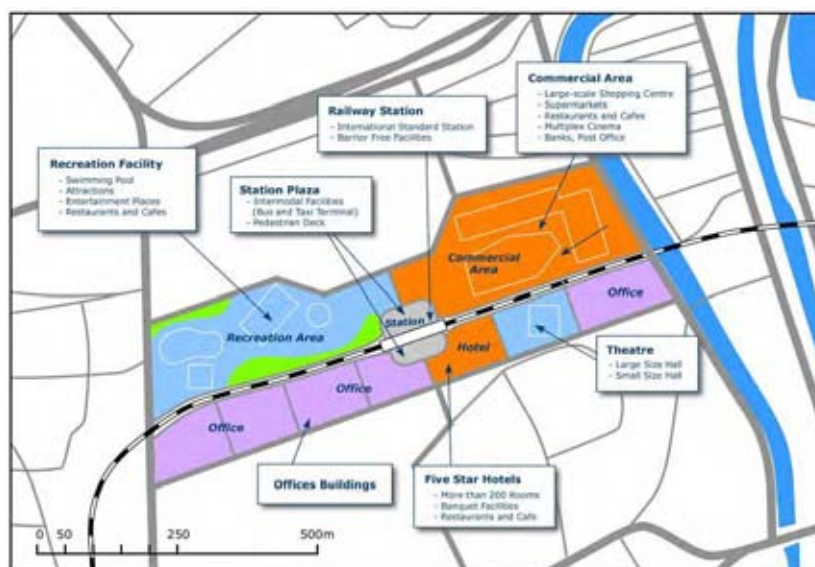 Commercial Area
- Large-scale Shopping Centre
- Supermarkets
- Restaurants and Cafes
- Multiplex Cinema
- Banks, Post Office
Railway Station
- International Standard Station
- Barrier Free Facilities
Recreation Facility
- Swimming Pool
- Attractions
- Entertainment Places
- Restaurants and Cafes
Station Plaza
- Intermodal Facilities
(Bus and Taxi Terminal)
- Pedestrian Deck
Commercial
Area
Office
Station
Recreation Area
Hotel
Theatre
- Large Size Hall
- Small Size Hall
Office
Office
Offices Buildings
Five Star Hotels
- More than 200 Rooms
- Banquet Facilities
- Restaurants and Cafe
0 50 250 500m